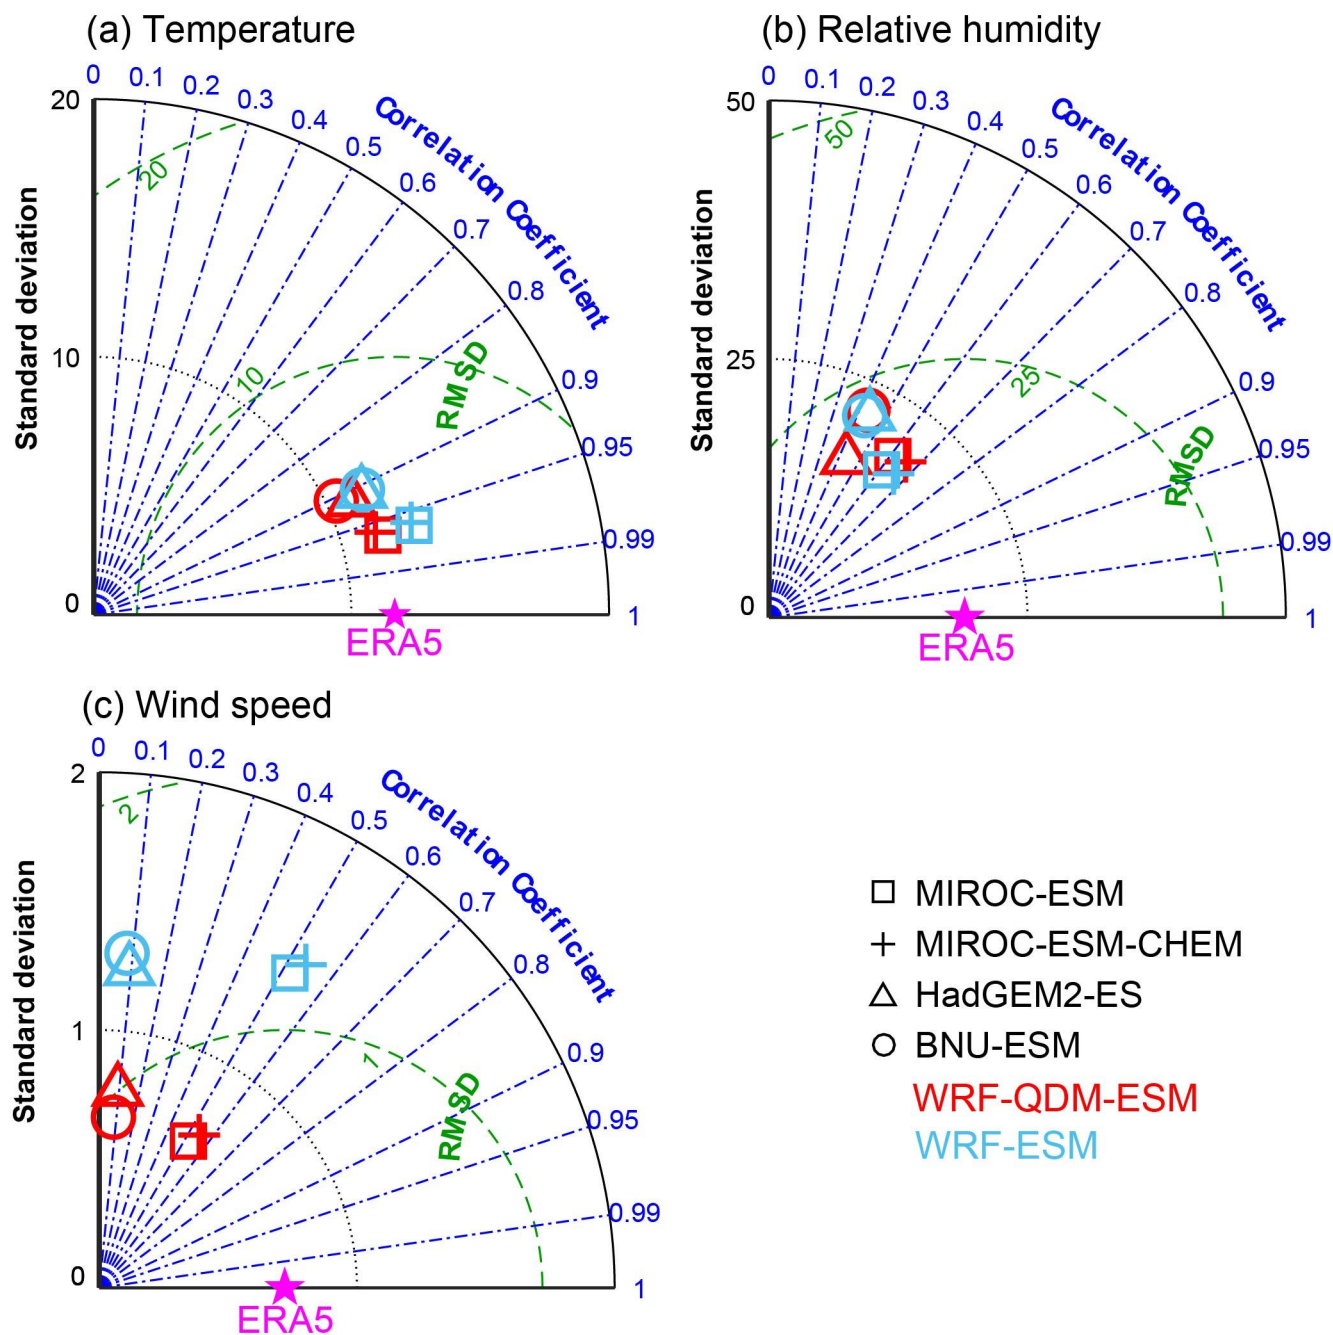 (a) Temperature
0 0.1 0.2 0.3 0.4 0.5 0.6 0.7 0.8 0.9 0.95 0.99 1
Correlation Coefficient
Standard deviation
20
10
0
20
10
RMSD
ERA5
(b) Relative humidity
0 0.1 0.2 0.3 0.4 0.5 0.6 0.7 0.8 0.9 0.95 0.99 1
Correlation Coefficient
Standard deviation
50
25
0
50
25
RMSD
ERA5
(c) Wind speed
0 0.1 0.2 0.3 0.4 0.5 0.6 0.7 0.8 0.9 0.95 0.99 1
Correlation Coefficient
Standard deviation
2
1
0
2
1
RMSD
ERA5
MIROC-ESM
MIROC-ESM-CHEM
HadGEM2-ES
BNU-ESM
WRF-QDM-ESM
WRF-ESM